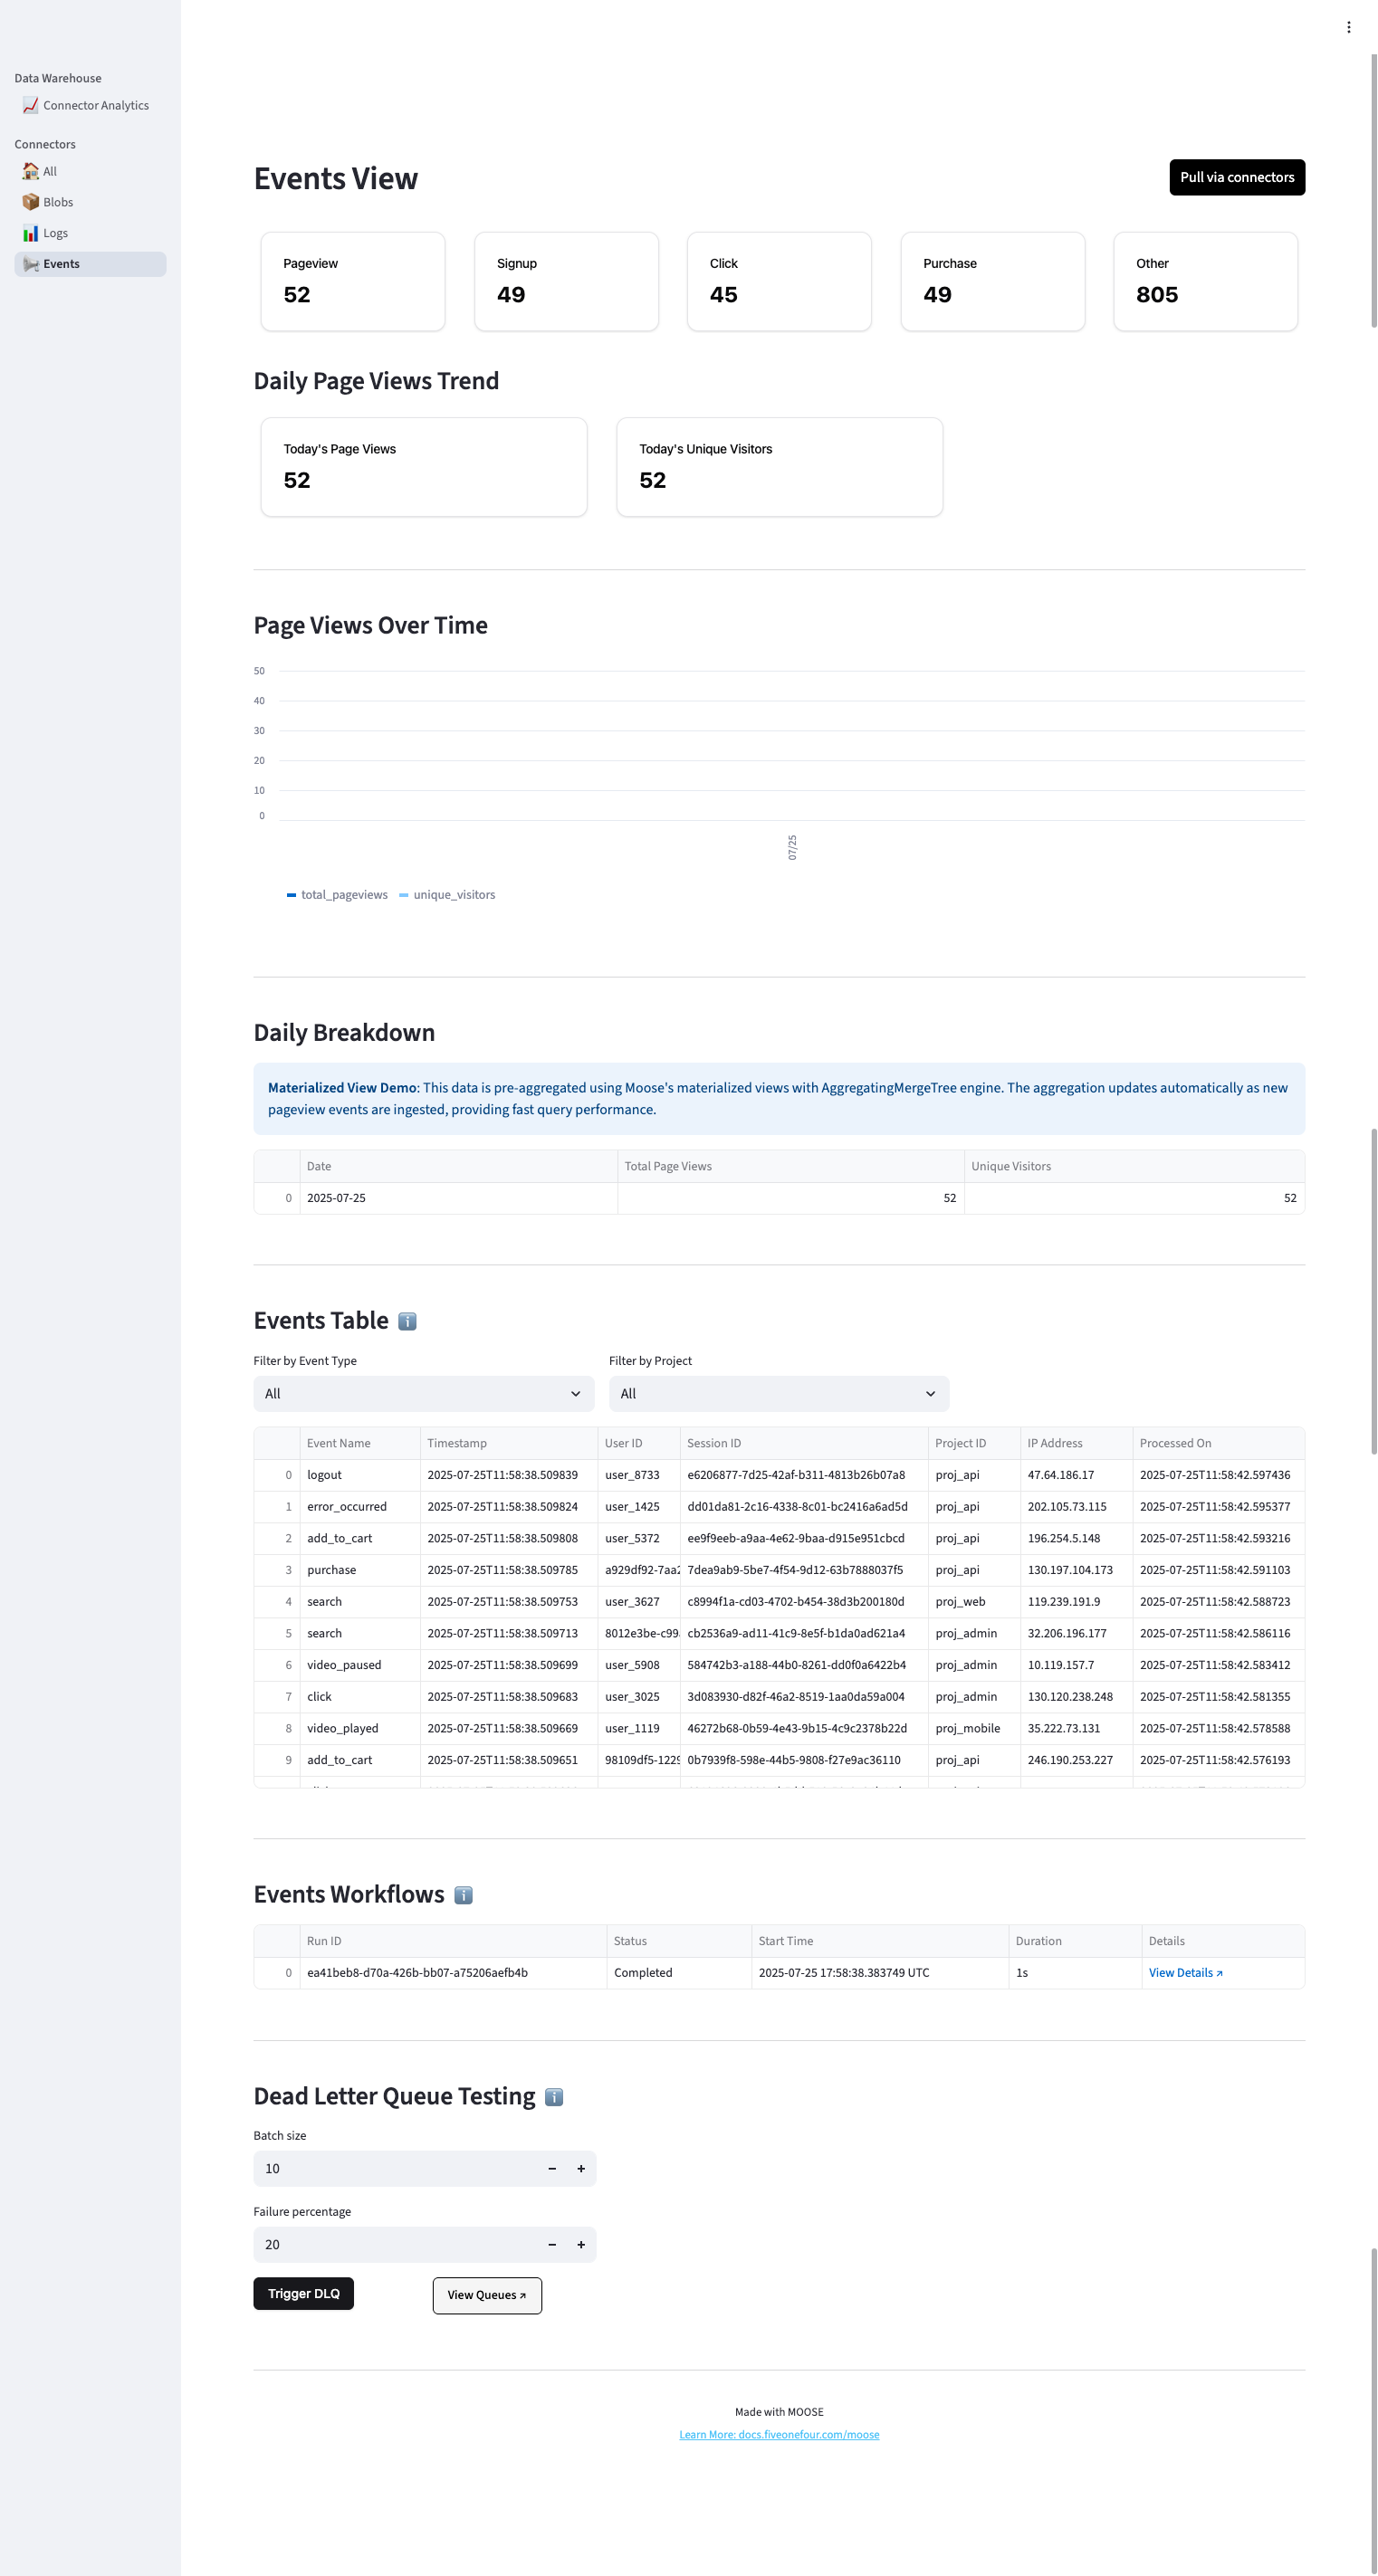 Data Warehouse
Connector Analytics
Connectors
All
Blobs
Logs
Events
Events View
Pull via connectors
Pageview
52
Signup
49
Click
45
Purchase
49
Other
805
Daily Page Views Trend
Today's Page Views
52
Today's Unique Visitors
52
Page Views Over Time
50
40
30
20
10
0
07/25
total_pageviews unique_visitors
Daily Breakdown
Materialized View Demo: This data is pre-aggregated using Moose's materialized views with AggregatingMergeTree engine. The aggregation updates automatically as new
pageview events are ingested, providing fast query performance.
Date Total Page Views Unique Visitors
0 2025-07-25 52 52
Events Table
Filter by Event Type
All
Filter by Project
All
Event Name Timestamp User ID Session ID Project ID IP Address Processed On
0 logout 2025-07-25T11:58:38.509839 user_8733 e6206877-7d25-42af-b311-4813b26b07a8 proj_api 47.64.186.17 2025-07-25T11:58:42.597436
1 error_occurred 2025-07-25T11:58:38.509824 user_1425 dd01da81-2c16-4338-8c01-bc2416a6ad5d proj_api 202.105.73.115 2025-07-25T11:58:42.595377
2 add_to_cart 2025-07-25T11:58:38.509808 user_5372 ee9f9eeb-a9aa-4e62-9baa-d915e951cbcd proj_api 196.254.5.148 2025-07-25T11:58:42.593216
3 purchase 2025-07-25T11:58:38.509785 a929df92-7aa2 7dea9ab9-5be7-4f54-9d12-63b7888037f5 proj_api 130.197.104.173 2025-07-25T11:58:42.591103
4 search 2025-07-25T11:58:38.509753 user_3627 c8994f1a-cd03-4702-b454-38d3b200180d proj_web 119.239.191.9 2025-07-25T11:58:42.588723
5 search 2025-07-25T11:58:38.509713 8012e3be-c99 cb2536a9-ad11-41c9-8e5f-b1da0ad621a4 proj_admin 32.206.196.177 2025-07-25T11:58:42.586116
6 video_paused 2025-07-25T11:58:38.509699 user_5908 584742b3-a188-44b0-8261-dd0f0a6422b4 proj_admin 10.119.157.7 2025-07-25T11:58:42.583412
7 click 2025-07-25T11:58:38.509683 user_3025 3d083930-d82f-46a2-8519-1aa0da59a004 proj_admin 130.120.238.248 2025-07-25T11:58:42.581355
8 video_played 2025-07-25T11:58:38.509669 user_1119 46272b68-0b59-4e43-9b15-4c9c2378b22d proj_mobile 35.222.73.131 2025-07-25T11:58:42.578588
9 add_to_cart 2025-07-25T11:58:38.509651 98109df5-1229 0b7939f8-598e-44b5-9808-f27e9ac36110 proj_api 246.190.253.227 2025-07-25T11:58:42.576193
Events Workflows
Run ID Status Start Time Duration Details
0 ea41beb8-d70a-426b-bb07-a75206aefb4b Completed 2025-07-25 17:58:38.383749 UTC 1s View Details ↗
Dead Letter Queue Testing
Batch size
10
Failure percentage
20
Trigger DLQ
View Queues ↗
Made with MOOSE
Learn More: docs.fiveonefour.com/moose